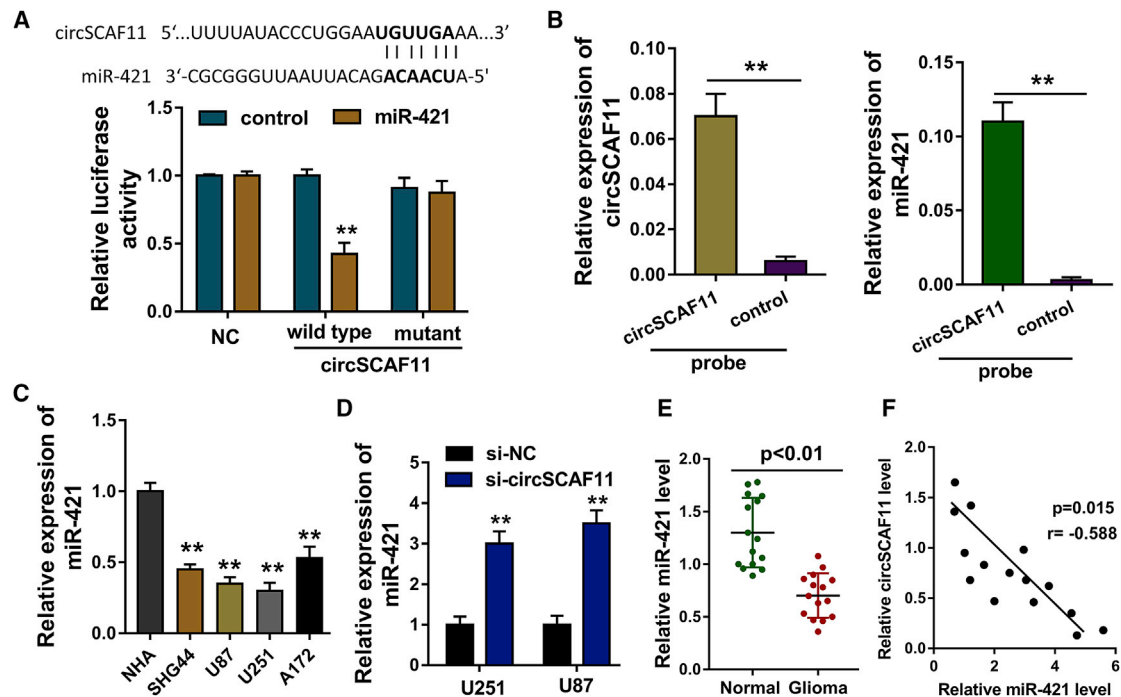 A
circSCAF11 5‘...UUUUAUACCCUGGAAUGUUGAAA...3’
miR-421 3‘-CGCGGGUUAAUUACAGACAACUA-5'
Relative luciferase
activity
1.5
1.0
0.5
0.0
control
miR-421
**
NC
wild type
mutant
circSCAF11
B
Relative expression of
circSCAF11
0.10
0.08
0.06
0.04
0.02
0.00
**
circSCAF11
control
probe
Relative expression of
miR-421
0.15
0.10
0.05
0.00
**
circSCAF11
control
probe
C
Relative expression of
miR-421
1.5
1.0
0.5
0.0
**
**
**
**
NHA
SHG44
U87
U251
A172
D
Relative expression of
miR-421
5
4
3
2
1
0
si-NC
si-circSCAF11
**
**
U251
U87
E
Relative miR-421 level
2.0
1.5
1.0
0.5
0.0
p<0.01
Normal
Glioma
F
Relative circSCAF11 level
2.0
1.5
1.0
0.5
0.0
p=0.015
r= -0.588
0
2
4
6
Relative miR-421 level